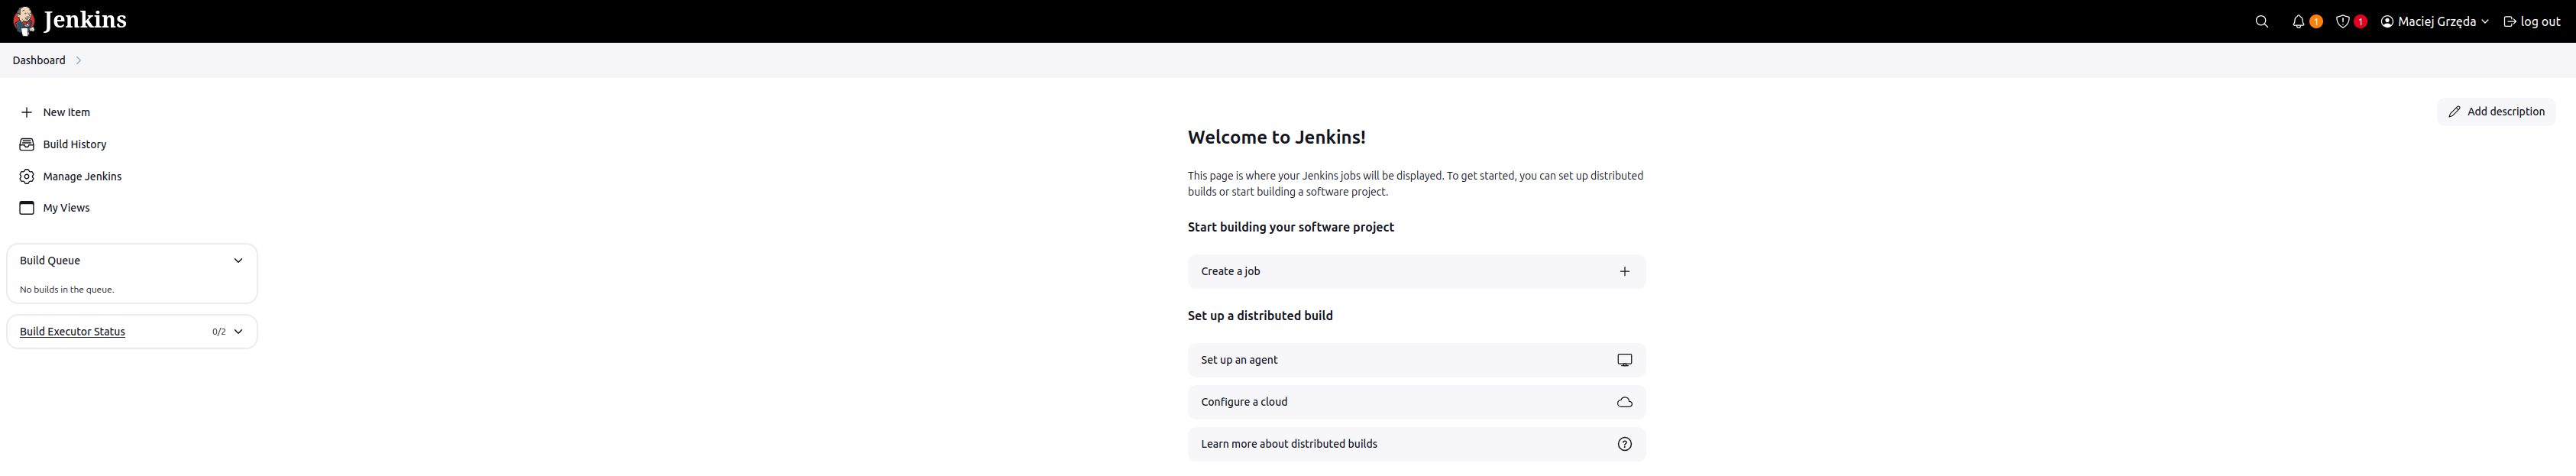 Jenkins
1
1
Maciej Grzęda
log out
Dashboard
New Item
Build History
Manage Jenkins
My Views
Build Queue
No builds in the queue.
Build Executor Status
0/2
Add description
Welcome to Jenkins!
This page is where your Jenkins jobs will be displayed. To get started, you can set up distributed
builds or start building a software project.
Start building your software project
Create a job
Set up a distributed build
Set up an agent
Configure a cloud
Learn more about distributed builds